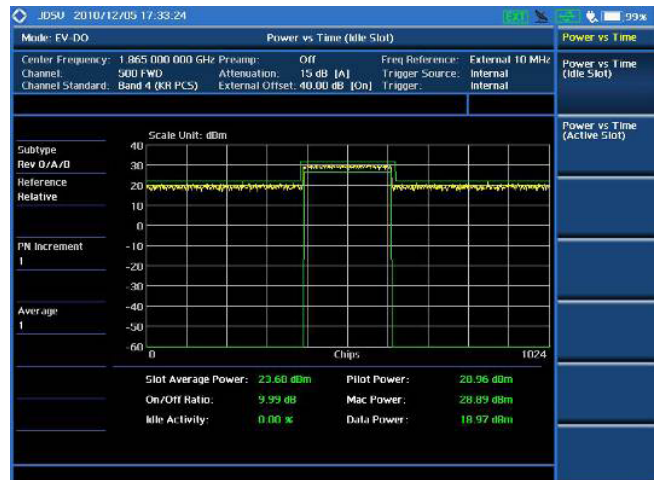 JDSU 2010/12/05 17:33:24 EXT 99%
Mode: EV-DO Power vs Time (Idle Slot) Power vs Time
Center Frequency: 1.865 000 000 GHz Preamp: Off Freq Reference: External 10 MHz
Channel: 500 FWD Attenuation: 15 dB [A] Trigger Source: Internal
Channel Standard: Band 4 (KR PCS) External Offset: 40.00 dB [On] Trigger: Internal
Power vs Time
(Idle Slot)
Power vs Time
(Active Slot)
Scale Unit: dBm
Subtype
Rev 0/A/B
Reference
Relative
PN Increment
1
Average
1
40
30
20
10
0
-10
-20
-30
-40
-50
-60
0 Chips 1024
Slot Average Power: 23.60 dBm Pilot Power: 28.96 dBm
On/Off Ratio: 9.99 dB Mac Power: 28.89 dBm
Idle Activity: 0.00 % Data Power: 18.97 dBm